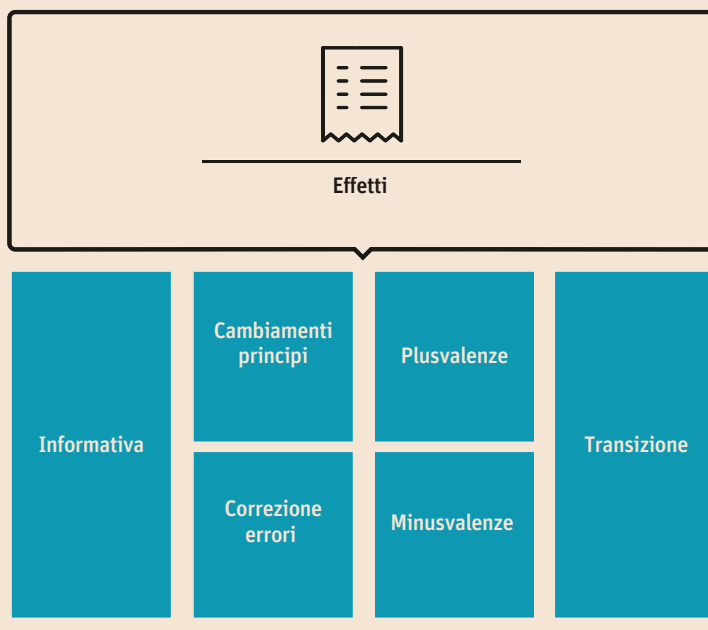 Effetti
Informativa
Cambiamenti
principi
Correzione
errori
Plusvalenze
Minusvalenze
Transizione